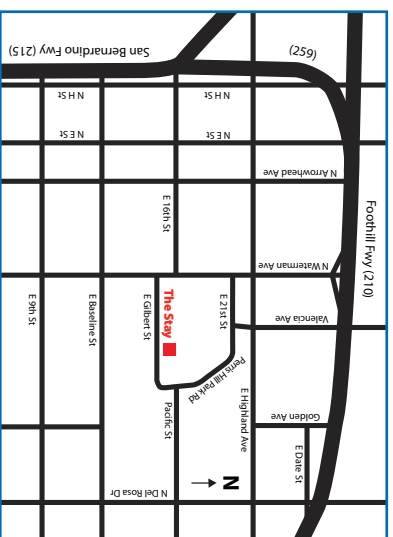 San Bernardino Fwy (215)
(259)
N H St
N H St
N E St
N E St
N Arrowhead Ave
E 16th St
Foothill Fwy (210)
N Waterman Ave
E 9th St
E Baseline St
E Gilbert St
The Stay
E 21st St
Valencia Ave
Perris Hill Park Rd
Pacific St
E Highland Ave
Golden Ave
E Date St
N
N Del Rosa Dr